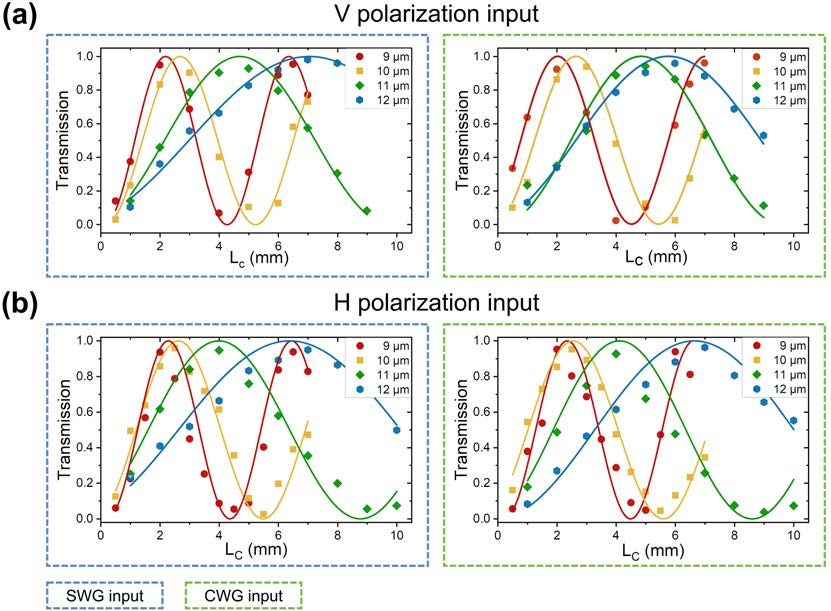 (a)
V polarization input
Transmission
1.0
0.8
0.6
0.4
0.2
0.0
0 2 4 6 8 10
L_c (mm)
9 µm
10 µm
11 µm
12 µm
Transmission
1.0
0.8
0.6
0.4
0.2
0.0
0 2 4 6 8 10
Lc (mm)
9 µm
10 µm
11 µm
12 µm
(b)
H polarization input
Transmission
1.0
0.8
0.6
0.4
0.2
0.0
0 2 4 6 8 10
L_C (mm)
9 µm
10 µm
11 µm
12 µm
Transmission
1.0
0.8
0.6
0.4
0.2
0.0
0 2 4 6 8 10
L_C (mm)
9 µm
10 µm
11 µm
12 µm
SWG input
CWG input